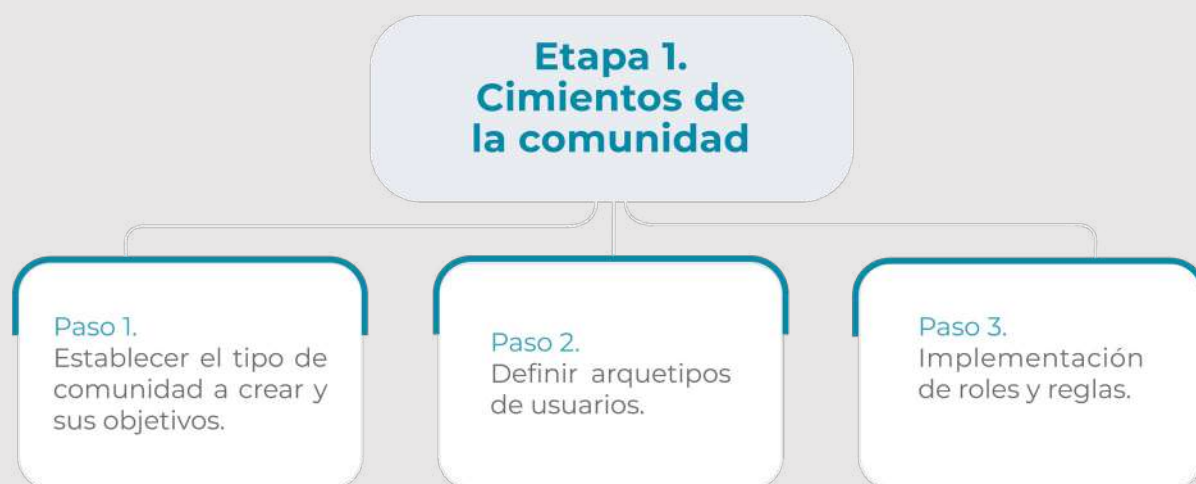 Etapa 1.
Cimientos de
la comunidad
Paso 1.
Establecer el tipo de
comunidad a crear y
sus objetivos.
Paso 2.
Definir arquetipos
de usuarios.
Paso 3.
Implementación
de roles y reglas.